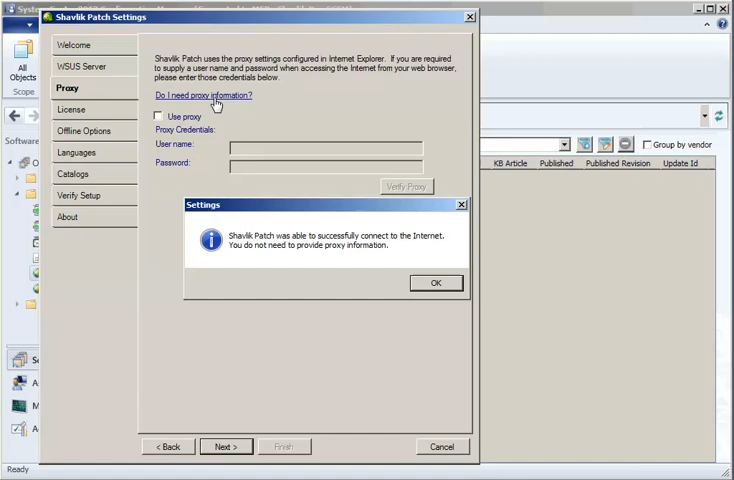 Shavlik Patch Settings
All
Objects
Scope
Software
Welcome
WSUS Server
Proxy
License
Offline Options
Languages
Catalogs
Verify Setup
About
Shavlik Patch uses the proxy settings configured in Internet Explorer. If you are required
to supply a user name and password when accessing the Internet from your web browser,
please enter those credentials below.
Do I need proxy information?
Use proxy
Proxy Credentials:
User name:
Password:
Verify Proxy
Settings
Shavlik Patch was able to successfully connect to the Internet.
You do not need to provide proxy information.
OK
< Back
Next >
Finish
Cancel
Group by vendor
KB Article
Published
Published Revision
Update Id
Ready